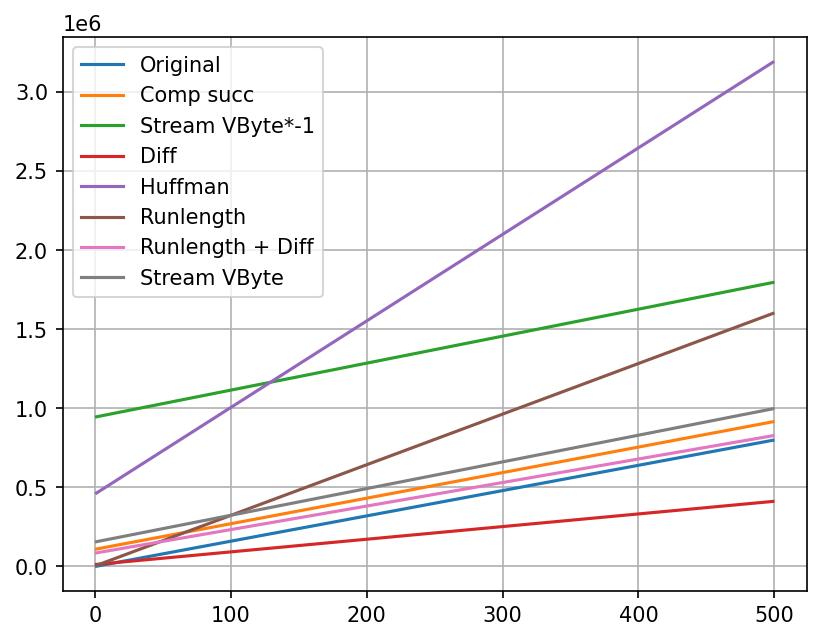 1e6
3.0
2.5
2.0
1.5
1.0
0.5
0.0
Original
Comp succ
Stream VByte*-1
Diff
Huffman
Runlength
Runlength + Diff
Stream VByte
0 100 200 300 400 500